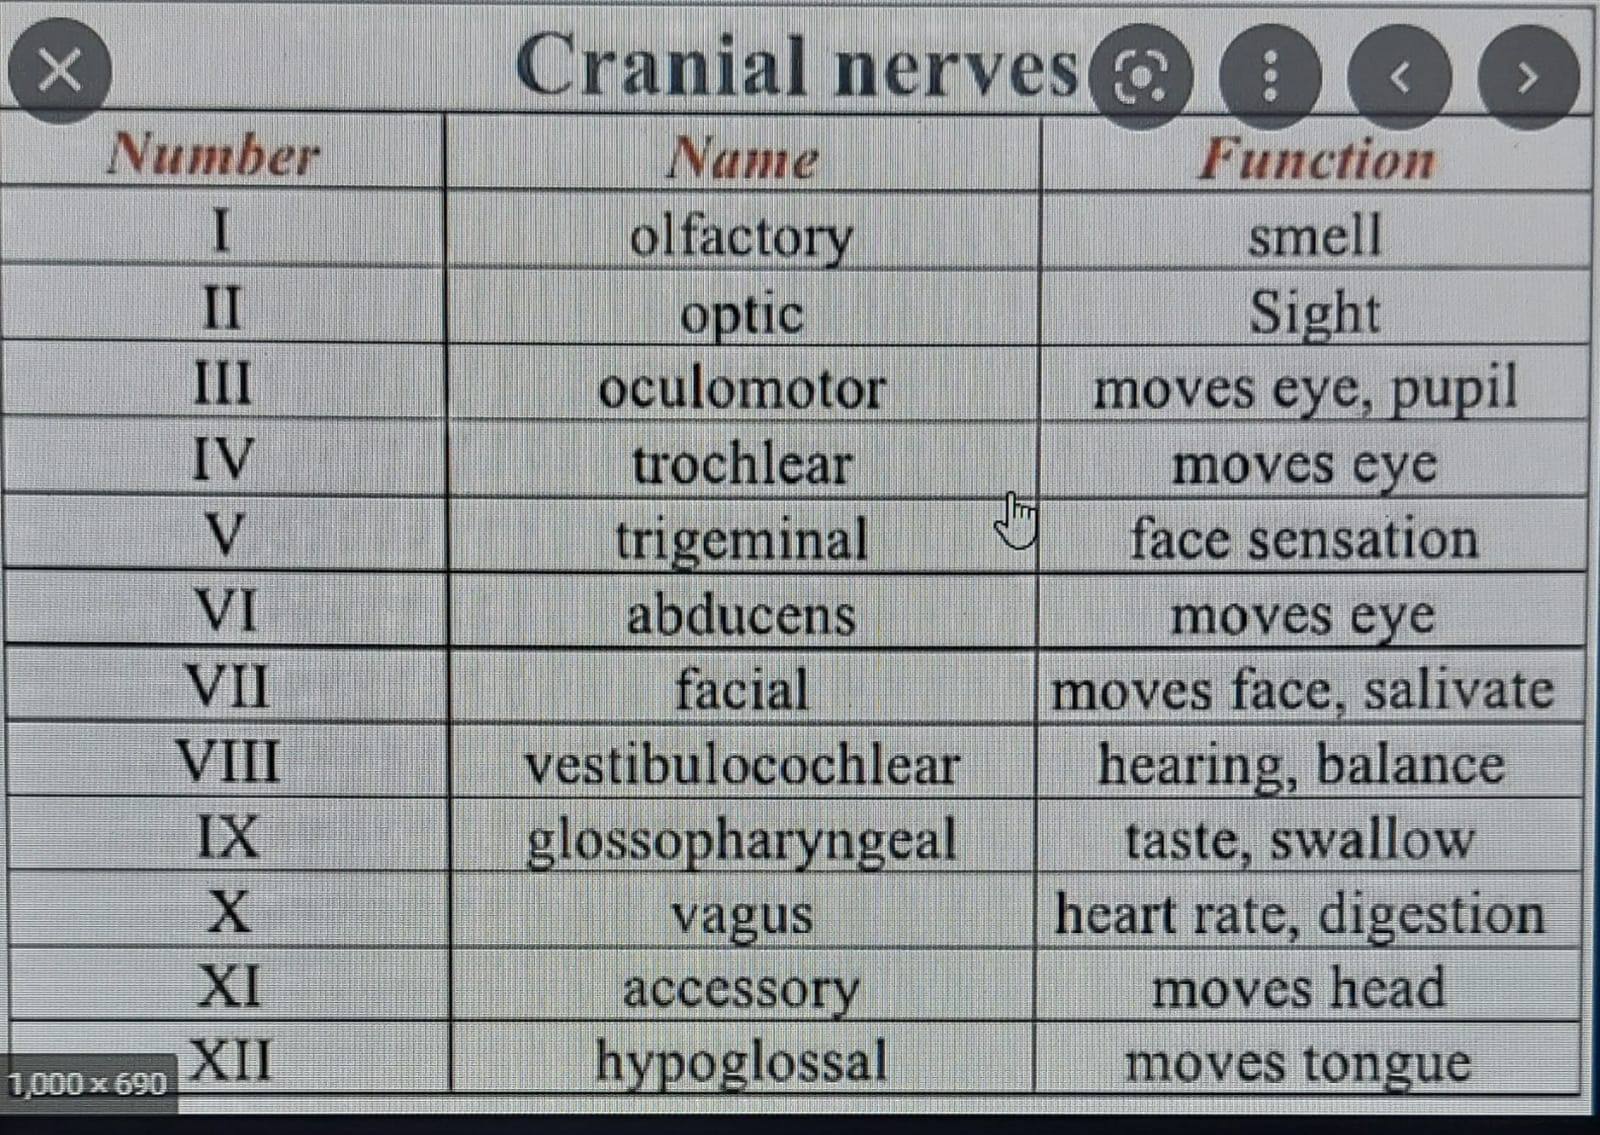 Cranial nerves
Number Name Function
I olfactory smell
II optic Sight
III oculomotor moves eye, pupil
IV trochlear moves eye
V trigeminal face sensation
VI abducens moves eye
VII facial moves face, salivate
VIII vestibulocochlear hearing, balance
IX glossopharyngeal taste, swallow
X vagus heart rate, digestion
XI accessory moves head
XII hypoglossal moves tongue
1,000 x 690